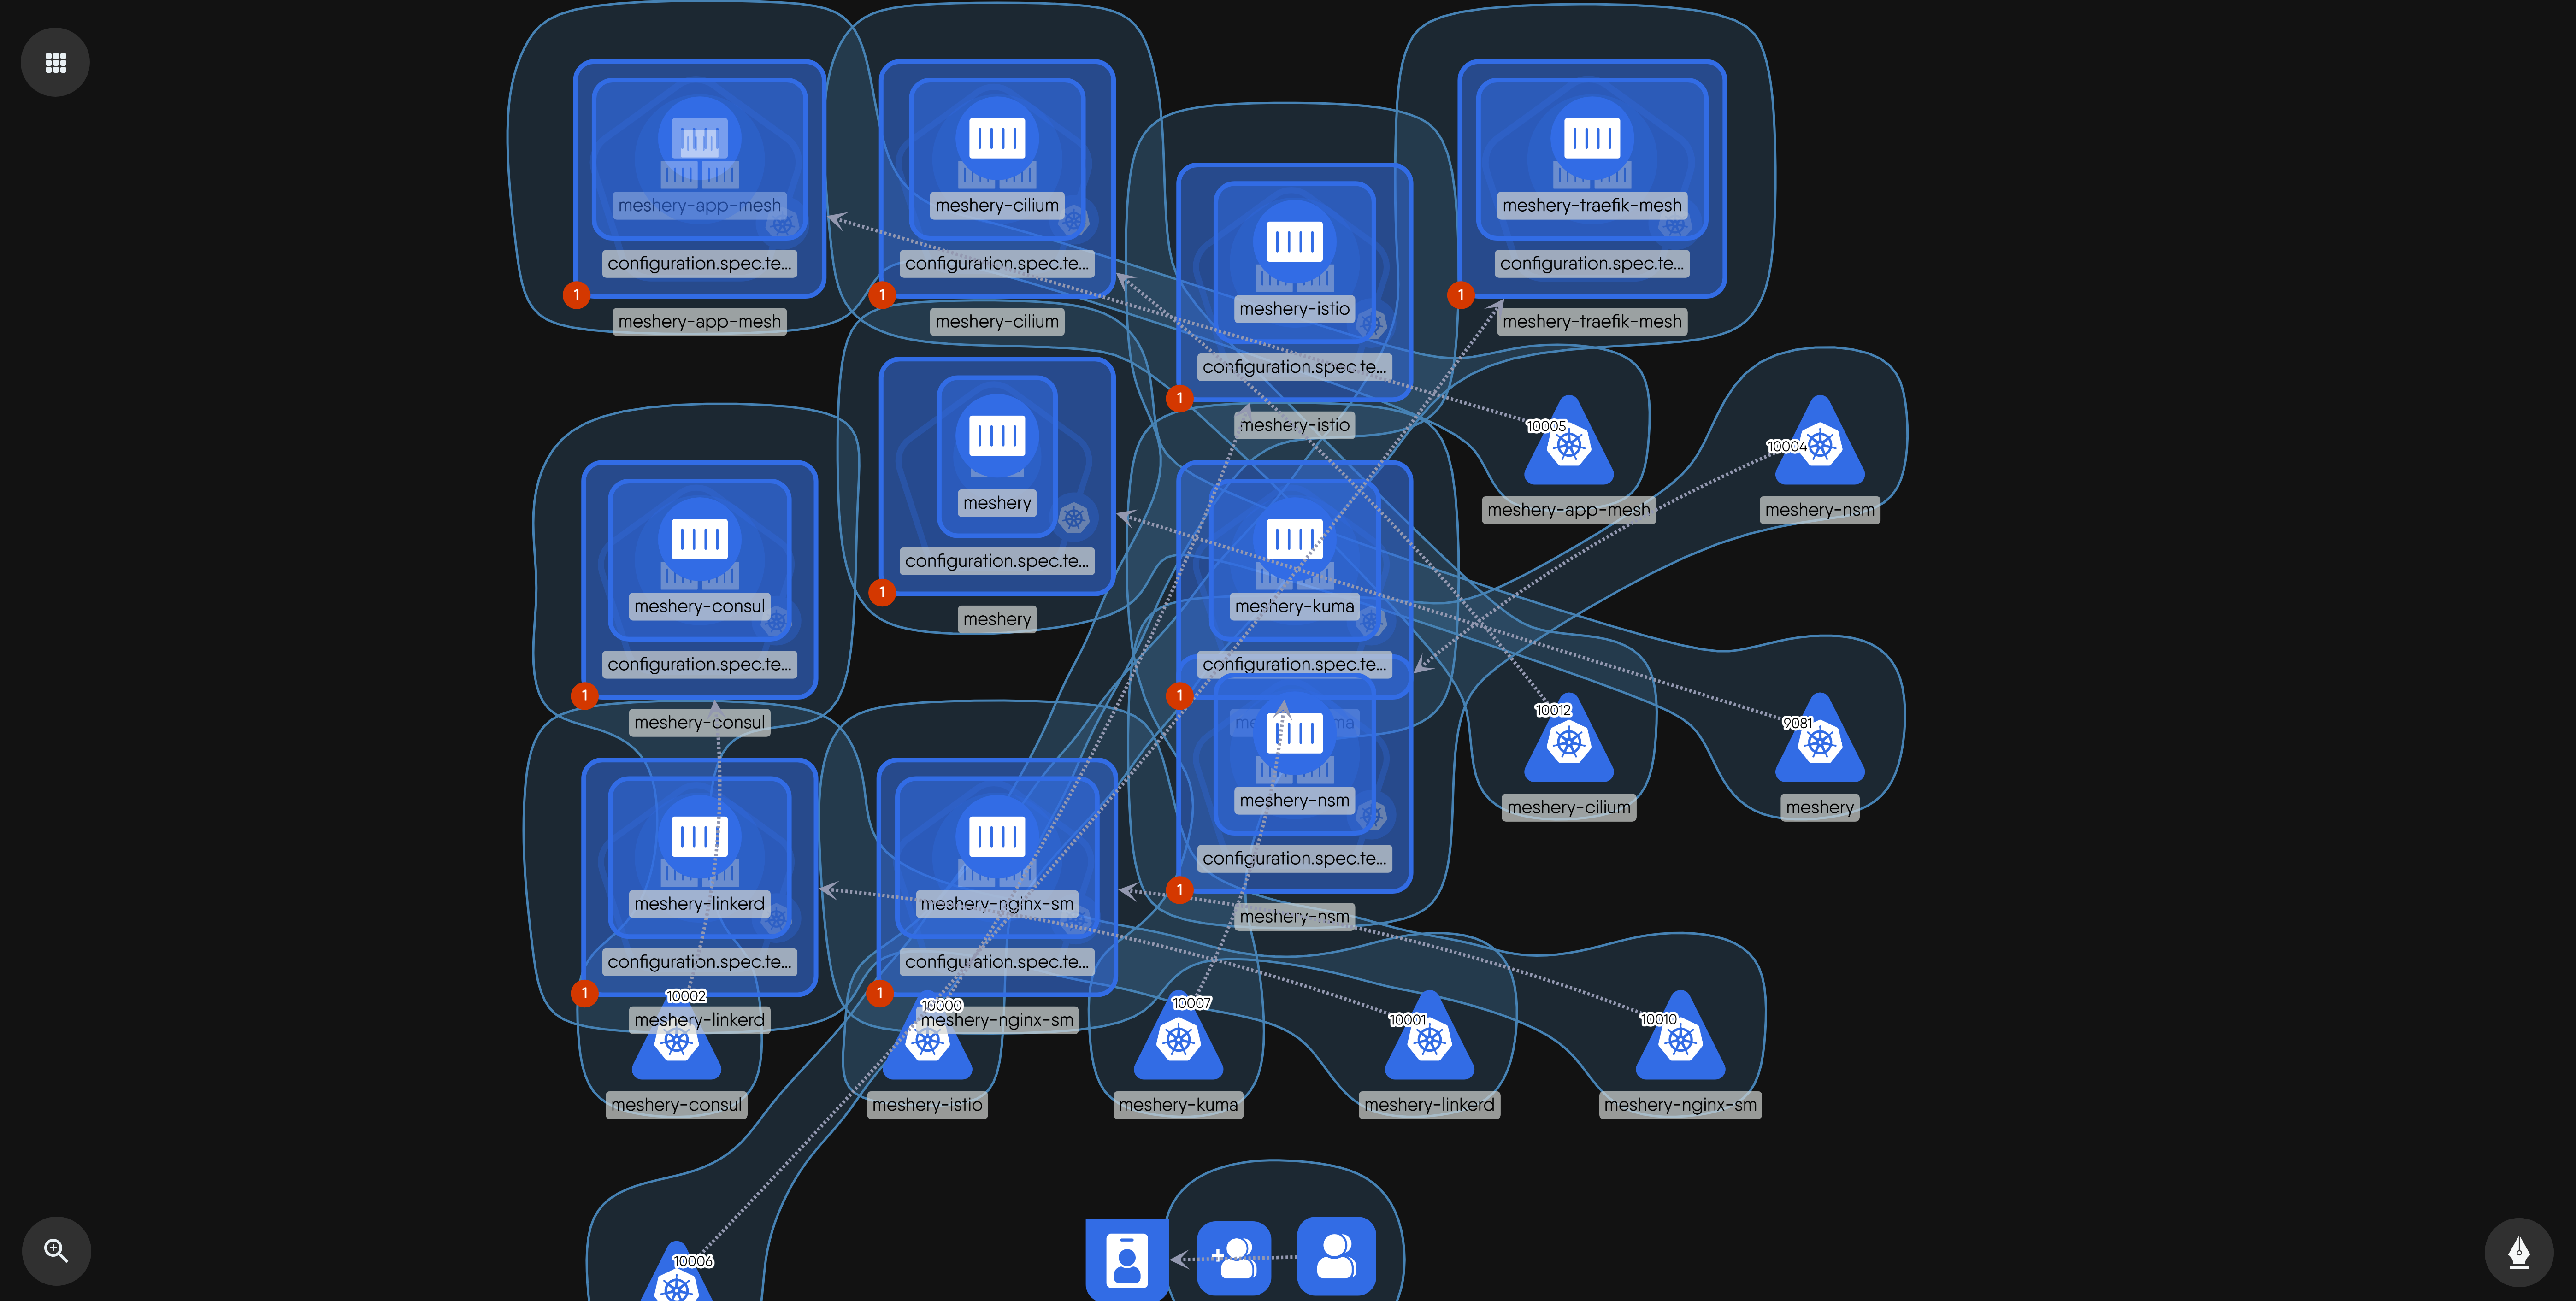 meshery-app-mesh
configuration.spec.te...
1
meshery-app-mesh
meshery-cilium
configuration.spec.te...
1
meshery-cilium
meshery-istio
configuration.spec.te...
1
meshery-istio
meshery-traefik-mesh
configuration.spec.te...
1
meshery-traefik-mesh
meshery
configuration.spec.te...
1
meshery
10005
meshery-app-mesh
10004
meshery-nsm
meshery-consul
configuration.spec.te...
1
meshery-consul
meshery-kuma
configuration.spec.te...
1
meshery-nsm
configuration.spec.te...
1
meshery-nsm
10012
meshery-cilium
9081
meshery
meshery-linkerd
configuration.spec.te...
1
meshery-linkerd
meshery-nginx-sm
configuration.spec.te...
1
meshery-nginx-sm
10002
meshery-consul
10000
meshery-istio
10007
meshery-kuma
10001
meshery-linkerd
10010
meshery-nginx-sm
10006